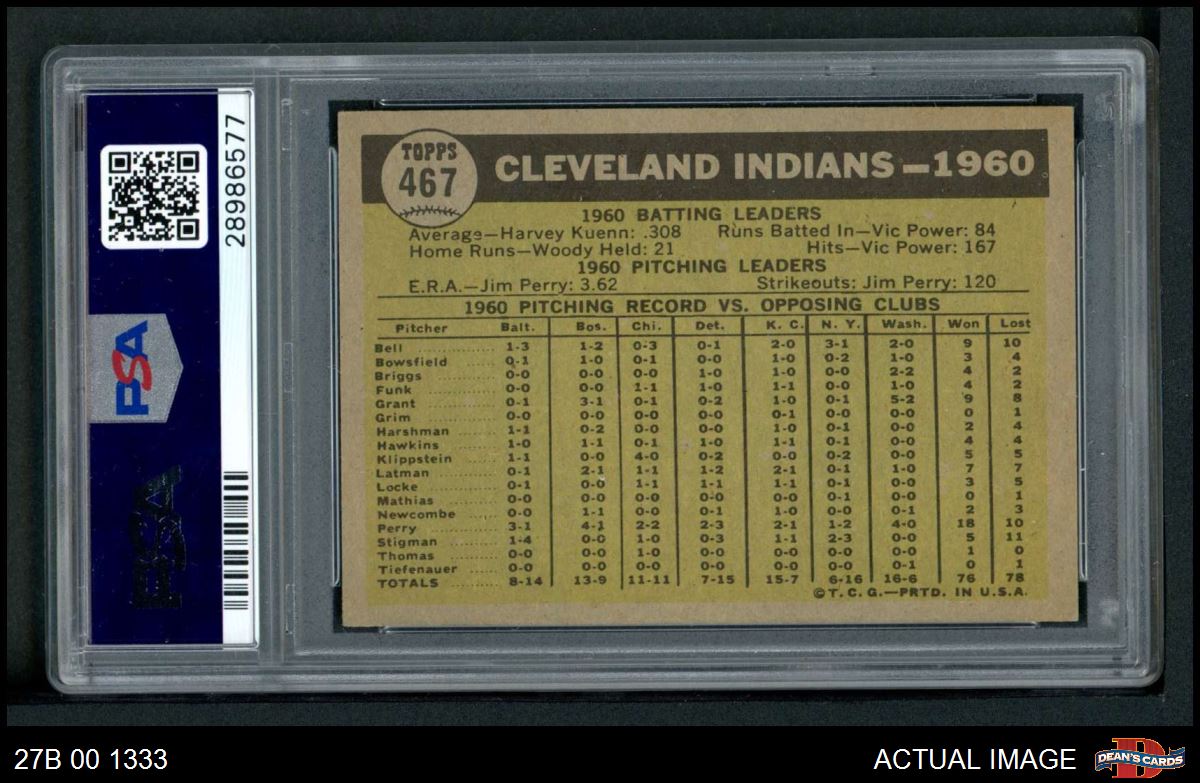 TOPPS
467
CLEVELAND INDIANS—1960
1960 BATTING LEADERS
Average—Harvey Kuenn: .308 Runs Batted In—Vic Power: 84
Home Runs—Woody Held: 21 Hits—Vic Power: 167
1960 PITCHING LEADERS
E.R.A.—Jim Perry: 3.62 Strikeouts: Jim Perry: 120
1960 PITCHING RECORD VS. OPPOSING CLUBS
Pitcher Balt. Bos. Chi. Det. K. C. N. Y. Wash. Won Lost
Bell 1-3 1-2 0-3 0-1 2-0 3-1 2-0 9 10
Bowsfield 0-1 1-0 0-1 0-0 1-0 0-2 1-0 3 4
Briggs 0-0 0-0 0-0 1-0 1-0 0-0 2-2 4 2
Funk 0-0 0-0 1-1 1-0 1-1 0-0 1-0 4 2
Grant 0-1 3-1 0-1 0-2 1-0 0-1 5-2 9 8
Grim 0-0 0-0 0-0 0-0 0-1 0-0 0-0 0 1
Harshman 1-1 0-2 0-0 0-0 1-0 0-1 0-0 2 4
Hawkins 1-0 1-1 0-1 1-0 1-1 0-1 0-0 4 4
Klippstein 1-1 0-0 4-0 0-2 0-0 0-2 0-0 5 5
Latman 0-1 2-1 1-1 1-2 2-1 0-1 1-0 7 7
Locke 0-1 0-0 1-1 1-1 1-1 0-1 0-0 3 5
Mathias 0-0 0-0 0-0 0-0 0-0 0-1 0-0 0 1
Newcombe 0-0 1-1 0-0 0-1 1-0 0-0 0-1 2 3
Perry 3-1 4-1 2-2 2-3 2-1 1-2 4-0 18 10
Stigman 1-4 0-0 1-0 0-3 1-1 2-3 0-0 5 11
Thomas 0-0 0-0 1-0 0-0 0-0 0-0 0-0 1 0
Tiefenauer 0-0 0-0 0-0 0-0 0-0 0-0 0-1 0 1
TOTALS 8-14 13-9 11-11 7-15 15-7 6-16 16-6 76 78
©T.C.G.—PRTD. IN U.S.A.
28986577
PSA
PSA
27B 00 1333
ACTUAL IMAGE
D
DEAN'S CARDS